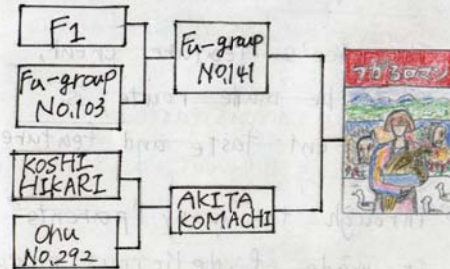 F1
Fu-group
No.141
Fu-group
No.103
つがるロマン
KOSHI
HIKARI
AKITA
KOMACHI
Ohu
No.292